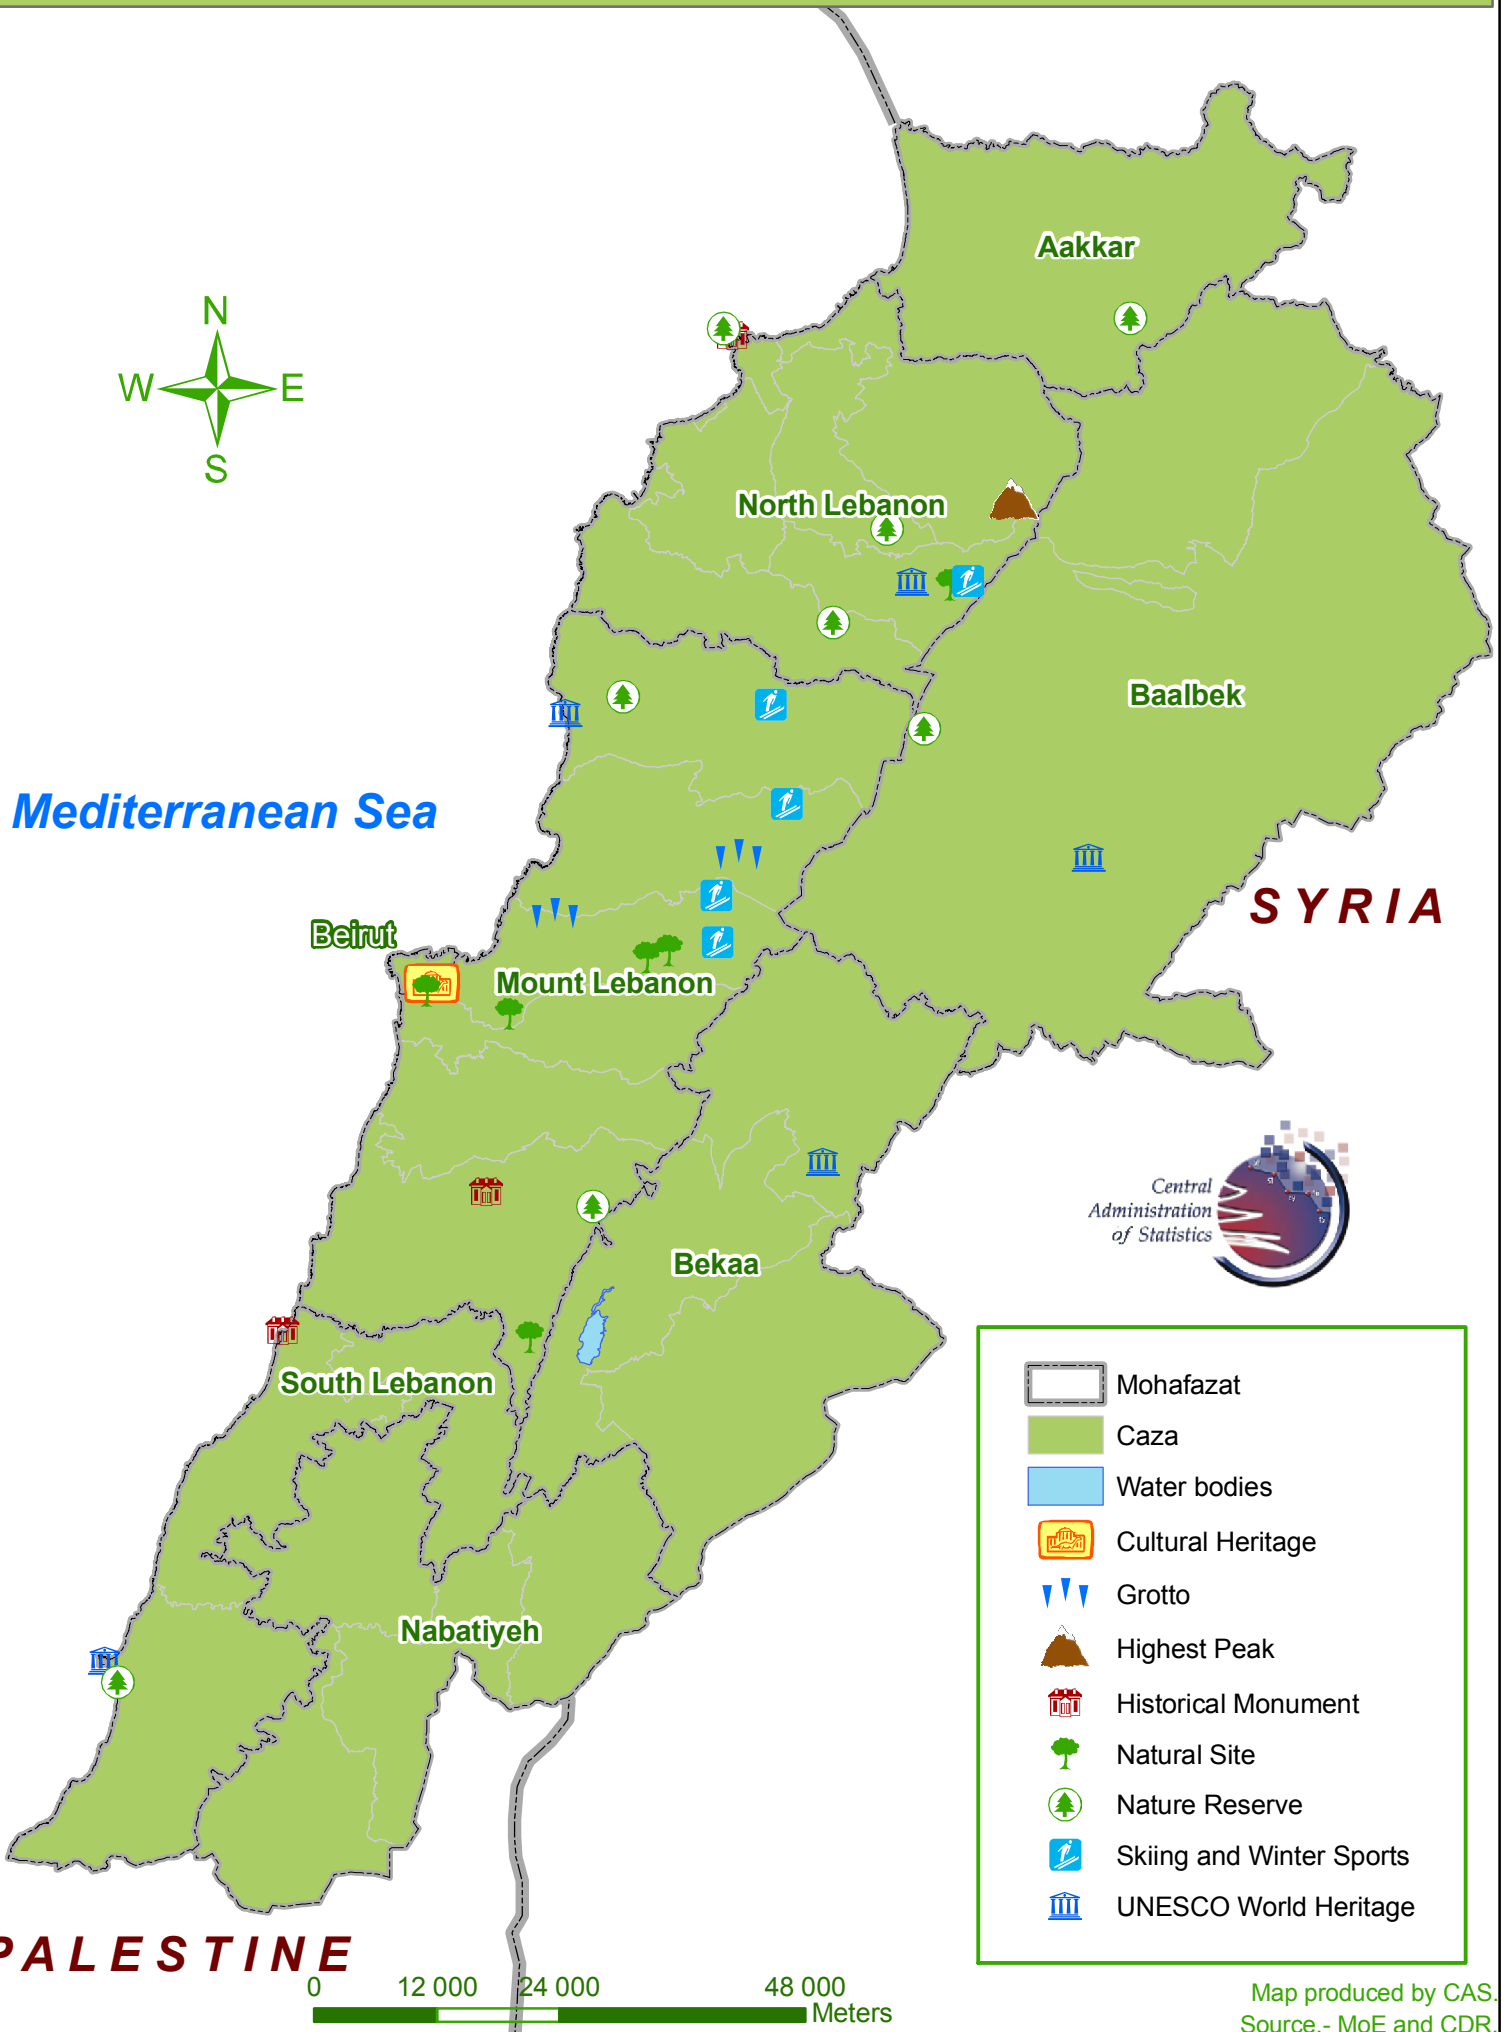 N
W E
S
Aakkar
North Lebanon
Baalbek
Mediterranean Sea
SYRIA
Beirut
Mount Lebanon
Central
Administration
of Statistics
Bekaa
South Lebanon
Nabatiyeh
Mohafazat
Caza
Water bodies
Cultural Heritage
Grotto
Highest Peak
Historical Monument
Natural Site
Nature Reserve
Skiing and Winter Sports
UNESCO World Heritage
PALESTINE
0 12 000 24 000 48 000
Meters
Map produced by CAS.
Source.- MoE and CDR.